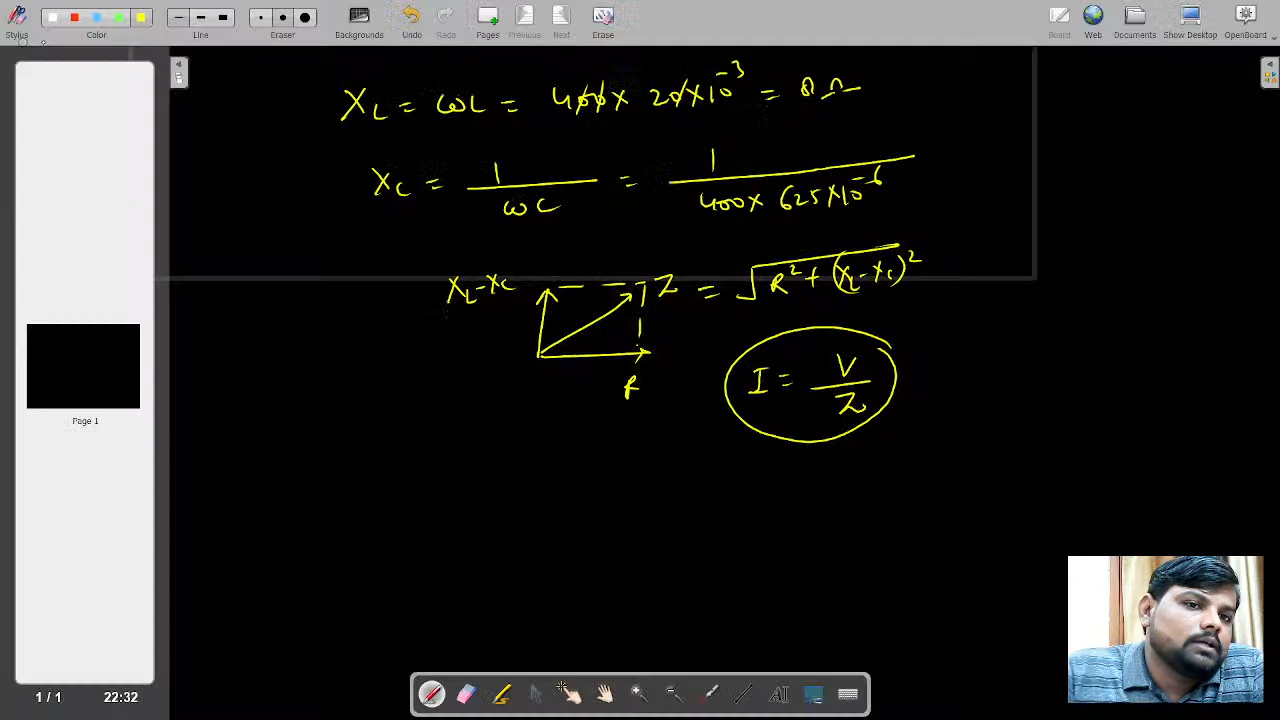 Stylus Color Line Eraser Backgrounds Undo Pages Previous Next Erase Board Web Documents Show Desktop OpenBoard
X_L = ωL = 400 × 20 × 10^-3 = 8 Ω
X_C = 1/ωC = 1/(400 × 625 × 10^-6)
X_L - X_C Z = √(R^2 + (X_L - X_C)^2)
R
I = V/Z
Page 1
1 / 1 22:32
AI